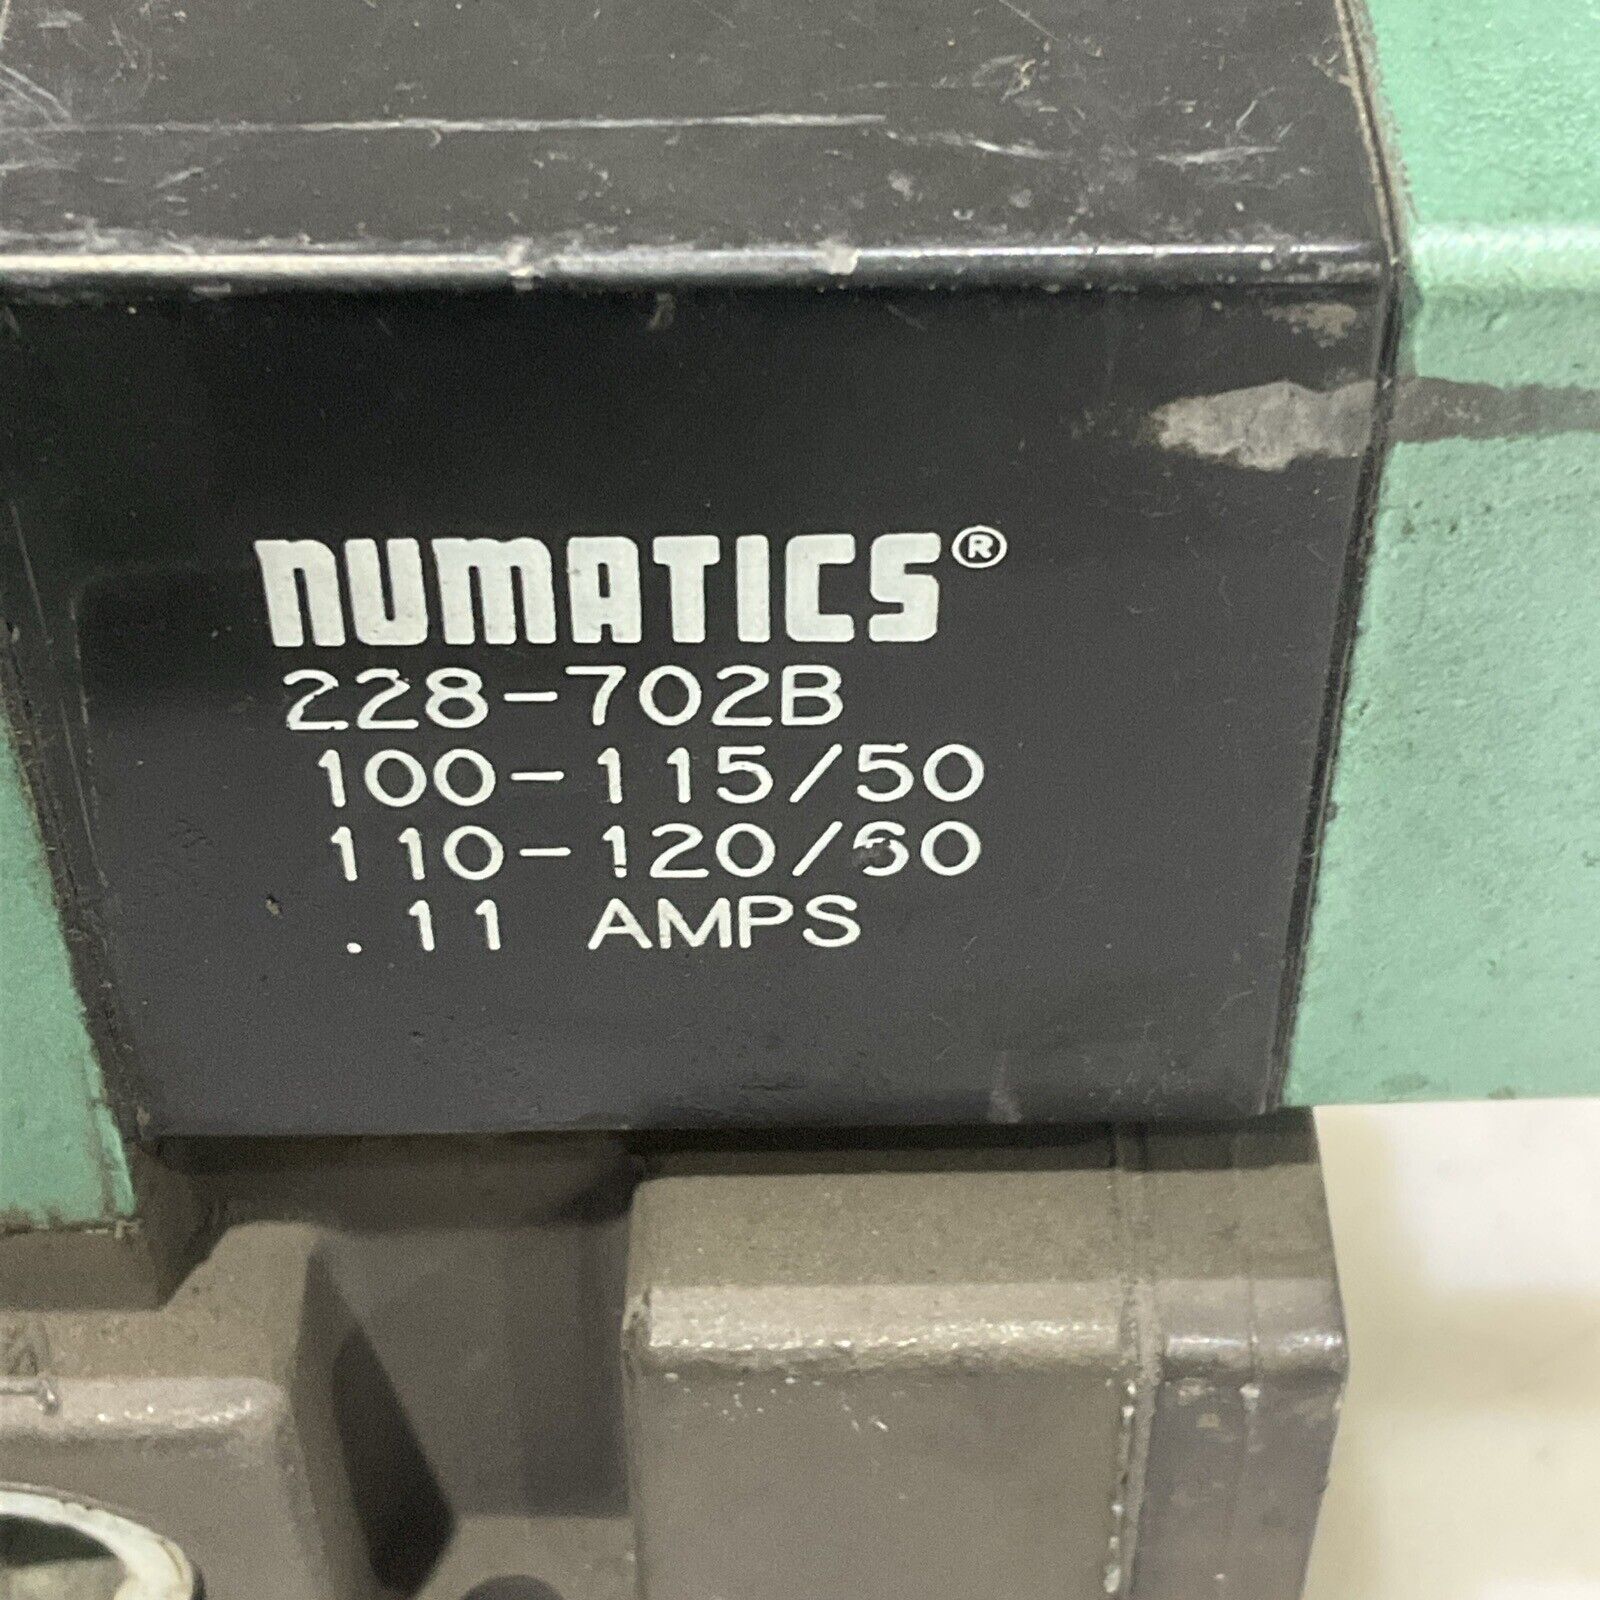 NUMATICS®
228-702B
100-115/50
110-120/60
.11 AMPS